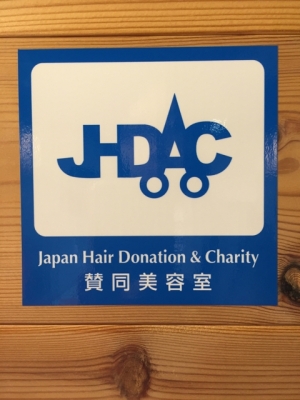 JHDAC
Japan Hair Donation & Charity
賛同美容室